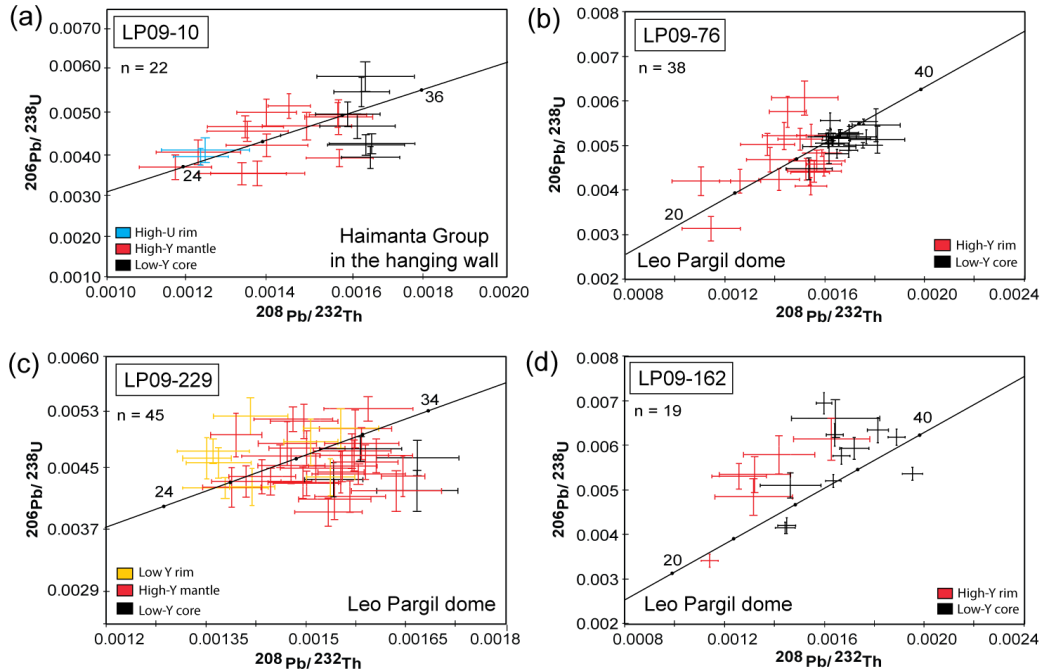 (a)
LP09-10
n = 22
0.0070
0.0060
0.0050
0.0040
0.0030
0.0020
0.0010
206Pb/ 238U
36
24
High-U rim
High-Y mantle
Low-Y core
Haimanta Group
in the hanging wall
0.0010 0.0012 0.0014 0.0016 0.0018 0.0020
208Pb/ 232Th
(b)
LP09-76
n = 38
0.008
0.007
0.006
0.005
0.004
0.003
0.002
206Pb/ 238U
40
20
High-Y rim
Low-Y core
Leo Pargil dome
0.0008 0.0012 0.0016 0.0020 0.0024
208Pb/ 232Th
(c)
LP09-229
n = 45
0.0060
0.0053
0.0045
0.0037
0.0029
206Pb/ 238U
34
24
Low Y rim
High-Y mantle
Low-Y core
Leo Pargil dome
0.0012 0.00135 0.0015 0.00165 0.0018
208Pb/ 232Th
(d)
LP09-162
n = 19
0.008
0.007
0.006
0.005
0.004
0.003
0.002
206Pb/ 238U
40
20
High-Y rim
Low-Y core
Leo Pargil dome
0.0008 0.0012 0.0016 0.0020 0.0024
208Pb/ 232Th